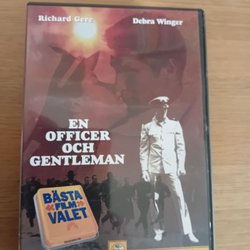 Richard Gere Debra Winger
EN
OFFICER
OCH
GENTLEMAN
BÄSTA
FILM
VALET